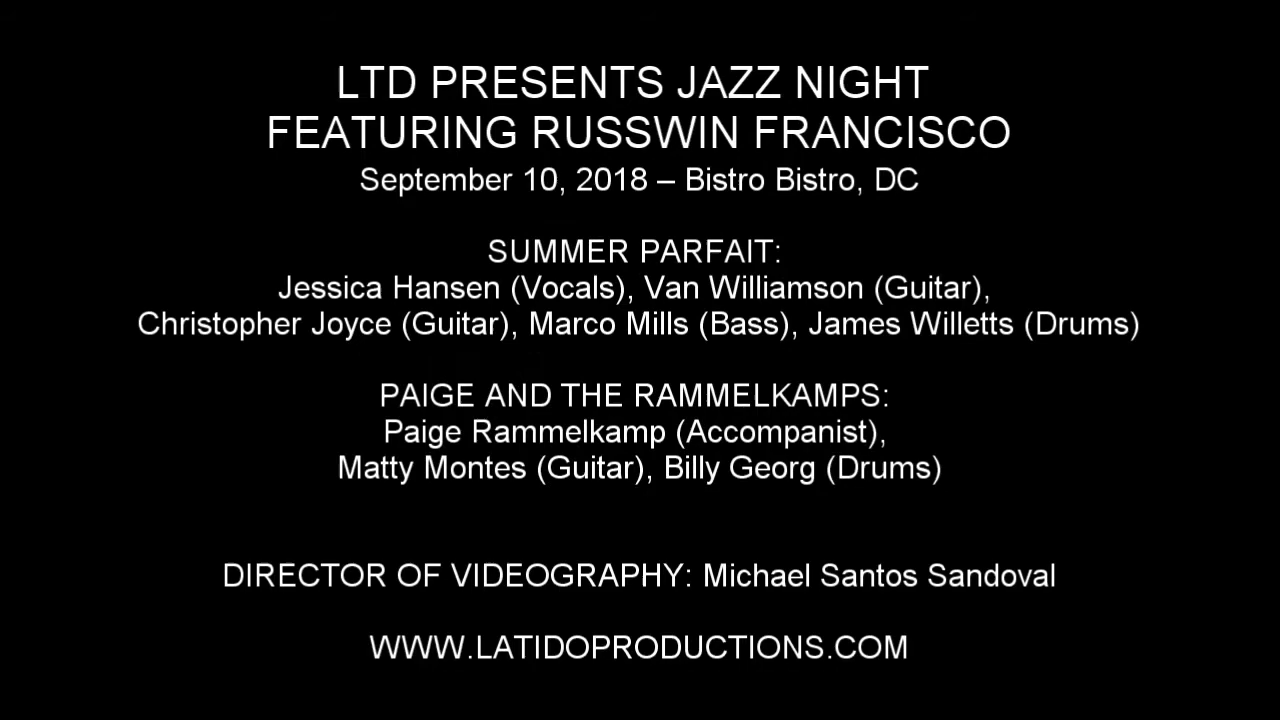 LTD PRESENTS JAZZ NIGHT
FEATURING RUSSWIN FRANCISCO
September 10, 2018 – Bistro Bistro, DC
SUMMER PARFAIT:
Jessica Hansen (Vocals), Van Williamson (Guitar),
Christopher Joyce (Guitar), Marco Mills (Bass), James Willetts (Drums)
PAIGE AND THE RAMMELKAMPS:
Paige Rammelkamp (Accompanist),
Matty Montes (Guitar), Billy Georg (Drums)
DIRECTOR OF VIDEOGRAPHY: Michael Santos Sandoval
WWW.LATIDOPRODUCTIONS.COM